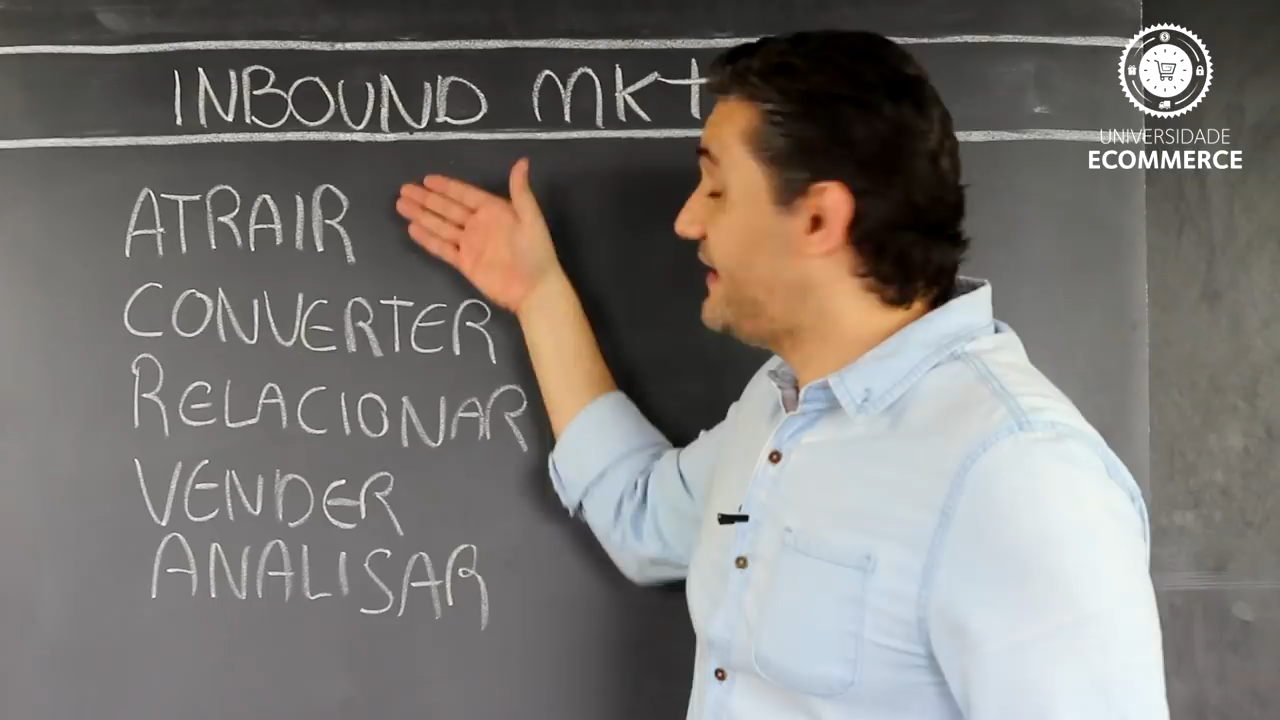 INBOUND MKT
UNIVERSIDADE
ECOMMERCE
ATRAIR
CONVERTER
RELACIONAR
VENDER
ANALISAR